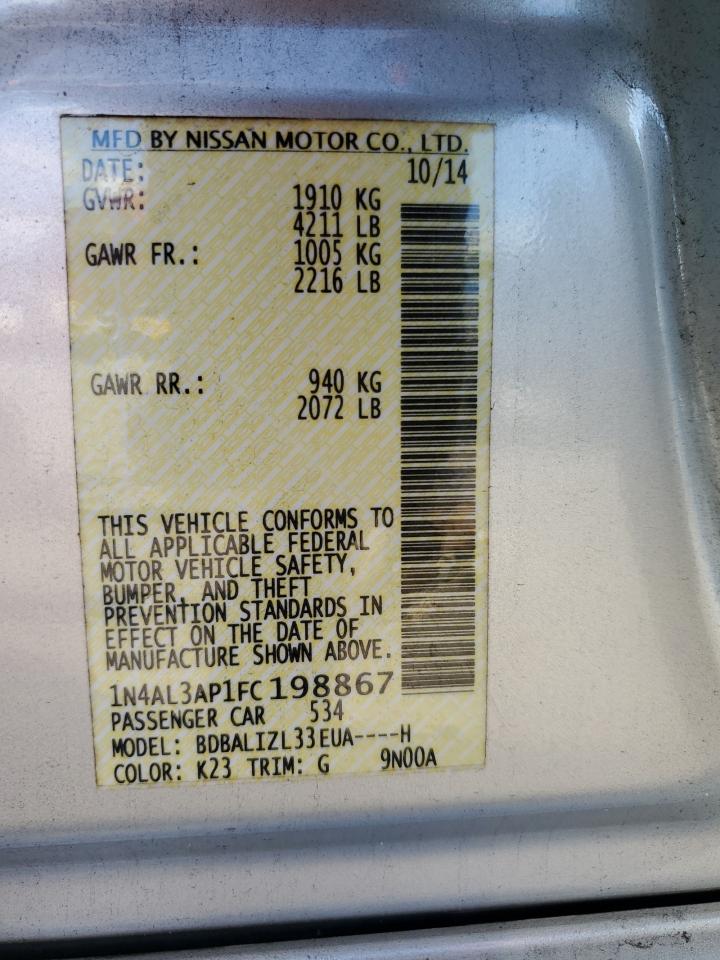 MFD BY NISSAN MOTOR CO., LTD.
DATE: 10/14
GVWR: 1910 KG
4211 LB
GAWR FR.: 1005 KG
2216 LB
GAWR RR.: 940 KG
2072 LB
THIS VEHICLE CONFORMS TO
ALL APPLICABLE FEDERAL
MOTOR VEHICLE SAFETY,
BUMPER, AND THEFT
PREVENTION STANDARDS IN
EFFECT ON THE DATE OF
MANUFACTURE SHOWN ABOVE.
1N4AL3AP1FC198867
PASSENGER CAR 534
MODEL: BDBALIZL33EUA----H
COLOR: K23 TRIM: G 9N00A